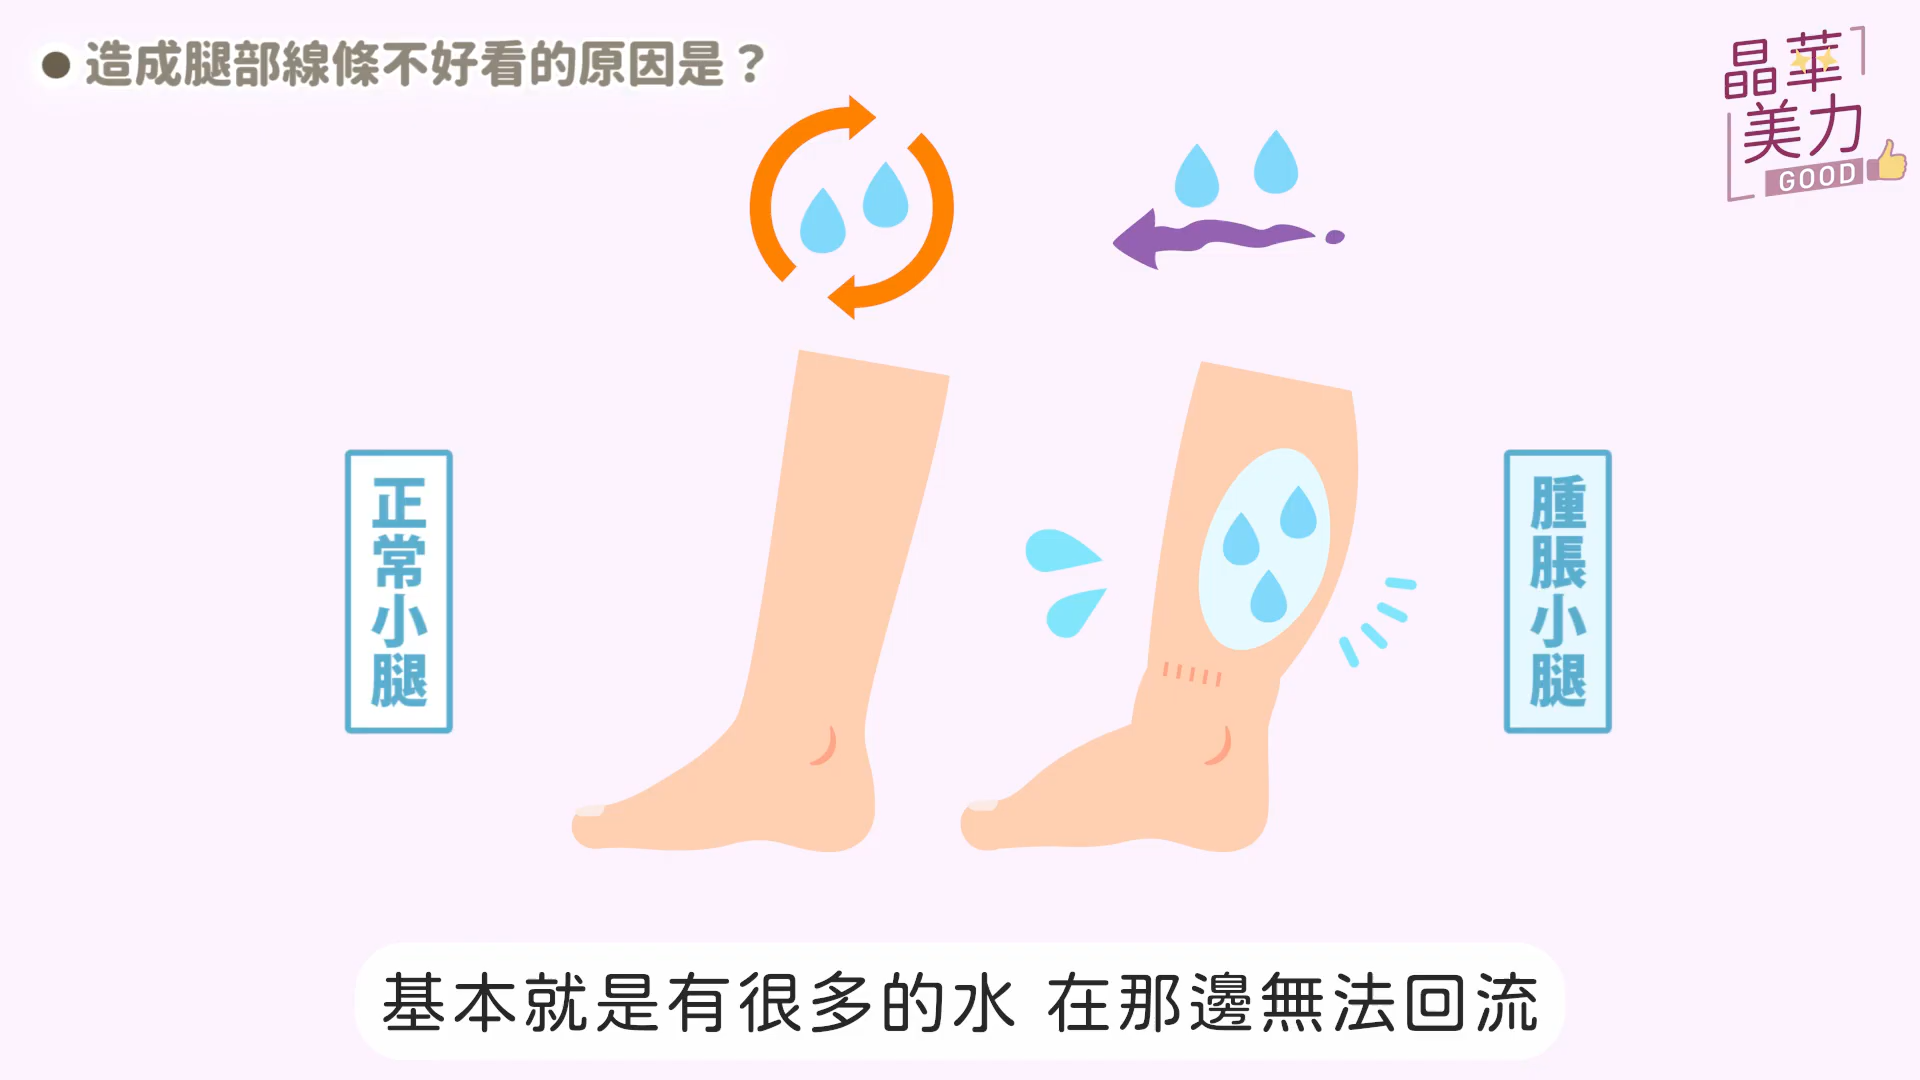 ● 造成腿部線條不好看的原因是？
晶華
美力
GOOD
正常小腿
腫脹小腿
基本就是有很多的水 在那邊無法回流